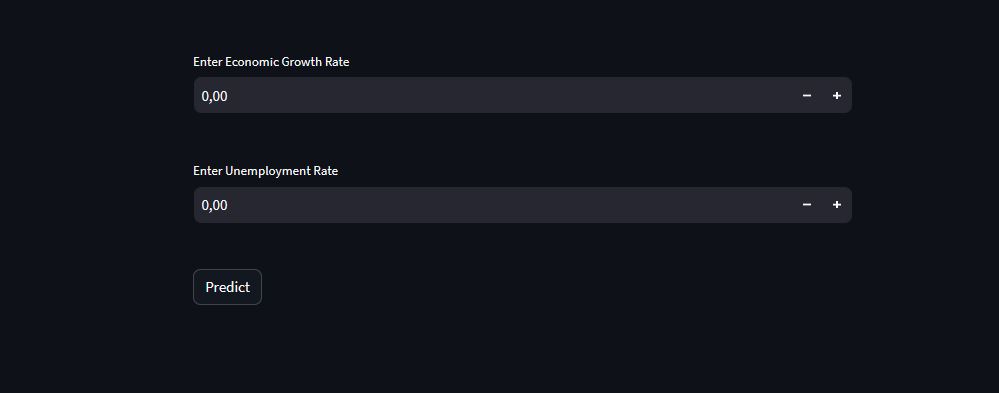 Enter Economic Growth Rate
0,00
Enter Unemployment Rate
0,00
Predict